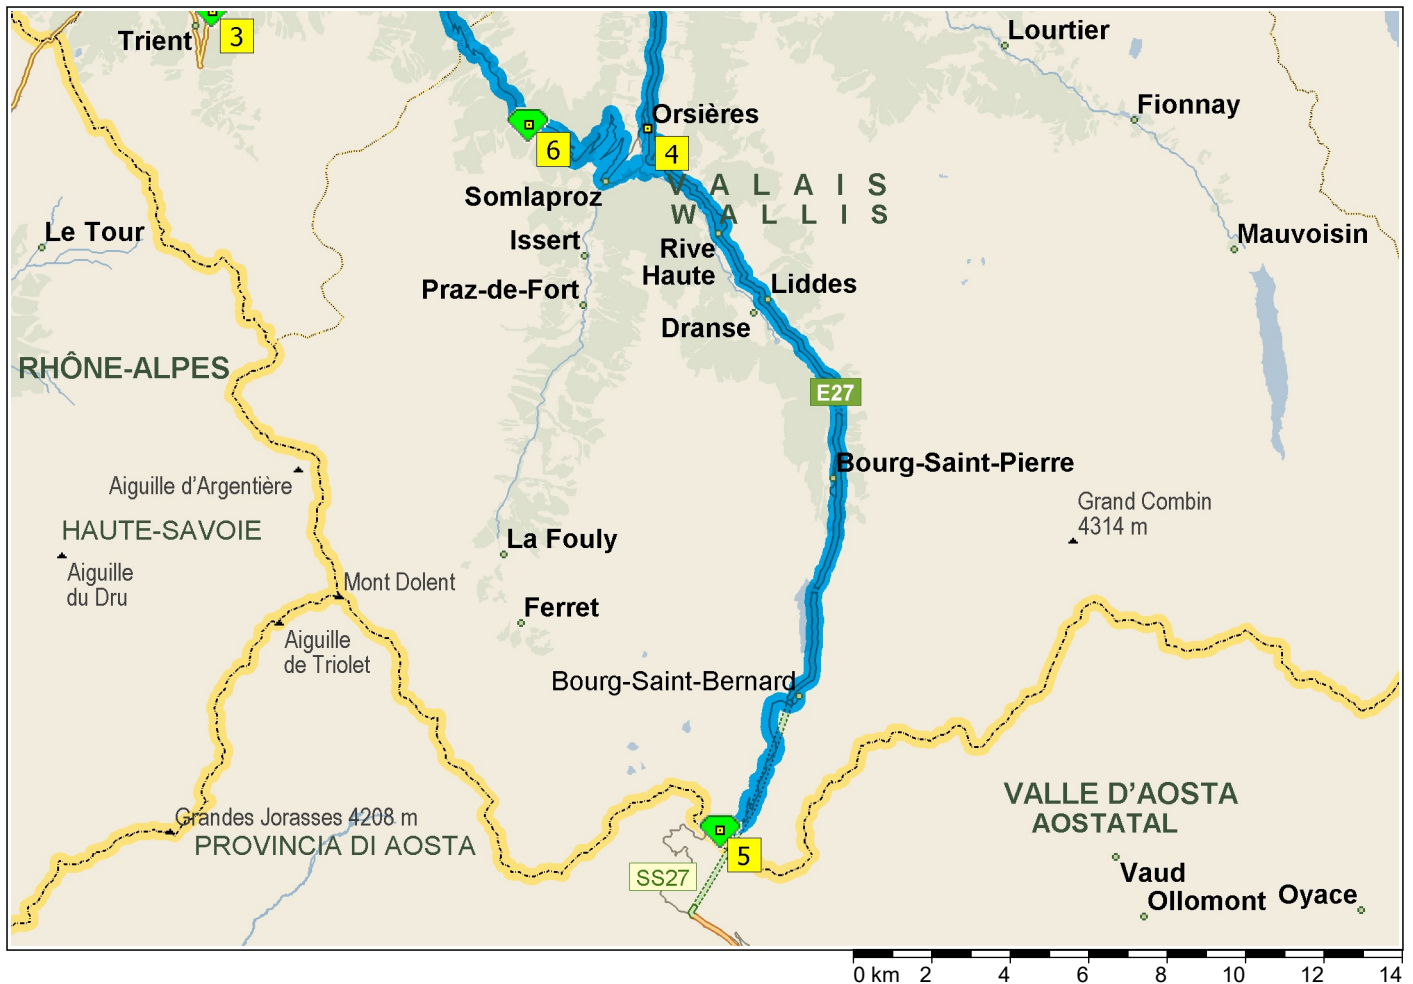 Trient
3
Lourtier
Fionnay
Orsières
6
4
VALAIS
WALLIS
Somlaproz
Le Tour
Issert
Rive
Haute
Mauvoisin
Praz-de-Fort
Liddes
Dranse
RHÔNE-ALPES
E27
Bourg-Saint-Pierre
Aiguille d'Argentière
Grand Combin
4314 m
HAUTE-SAVOIE
La Fouly
Aiguille
du Dru
Mont Dolent
Ferret
Aiguille
de Triolet
Bourg-Saint-Bernard
VALLE D'AOSTA
AOSTATAL
Grandes Jorasses 4208 m
PROVINCIA DI AOSTA
5
SS27
Vaud
Ollomont
Oyace
0 km 2 4 6 8 10 12 14